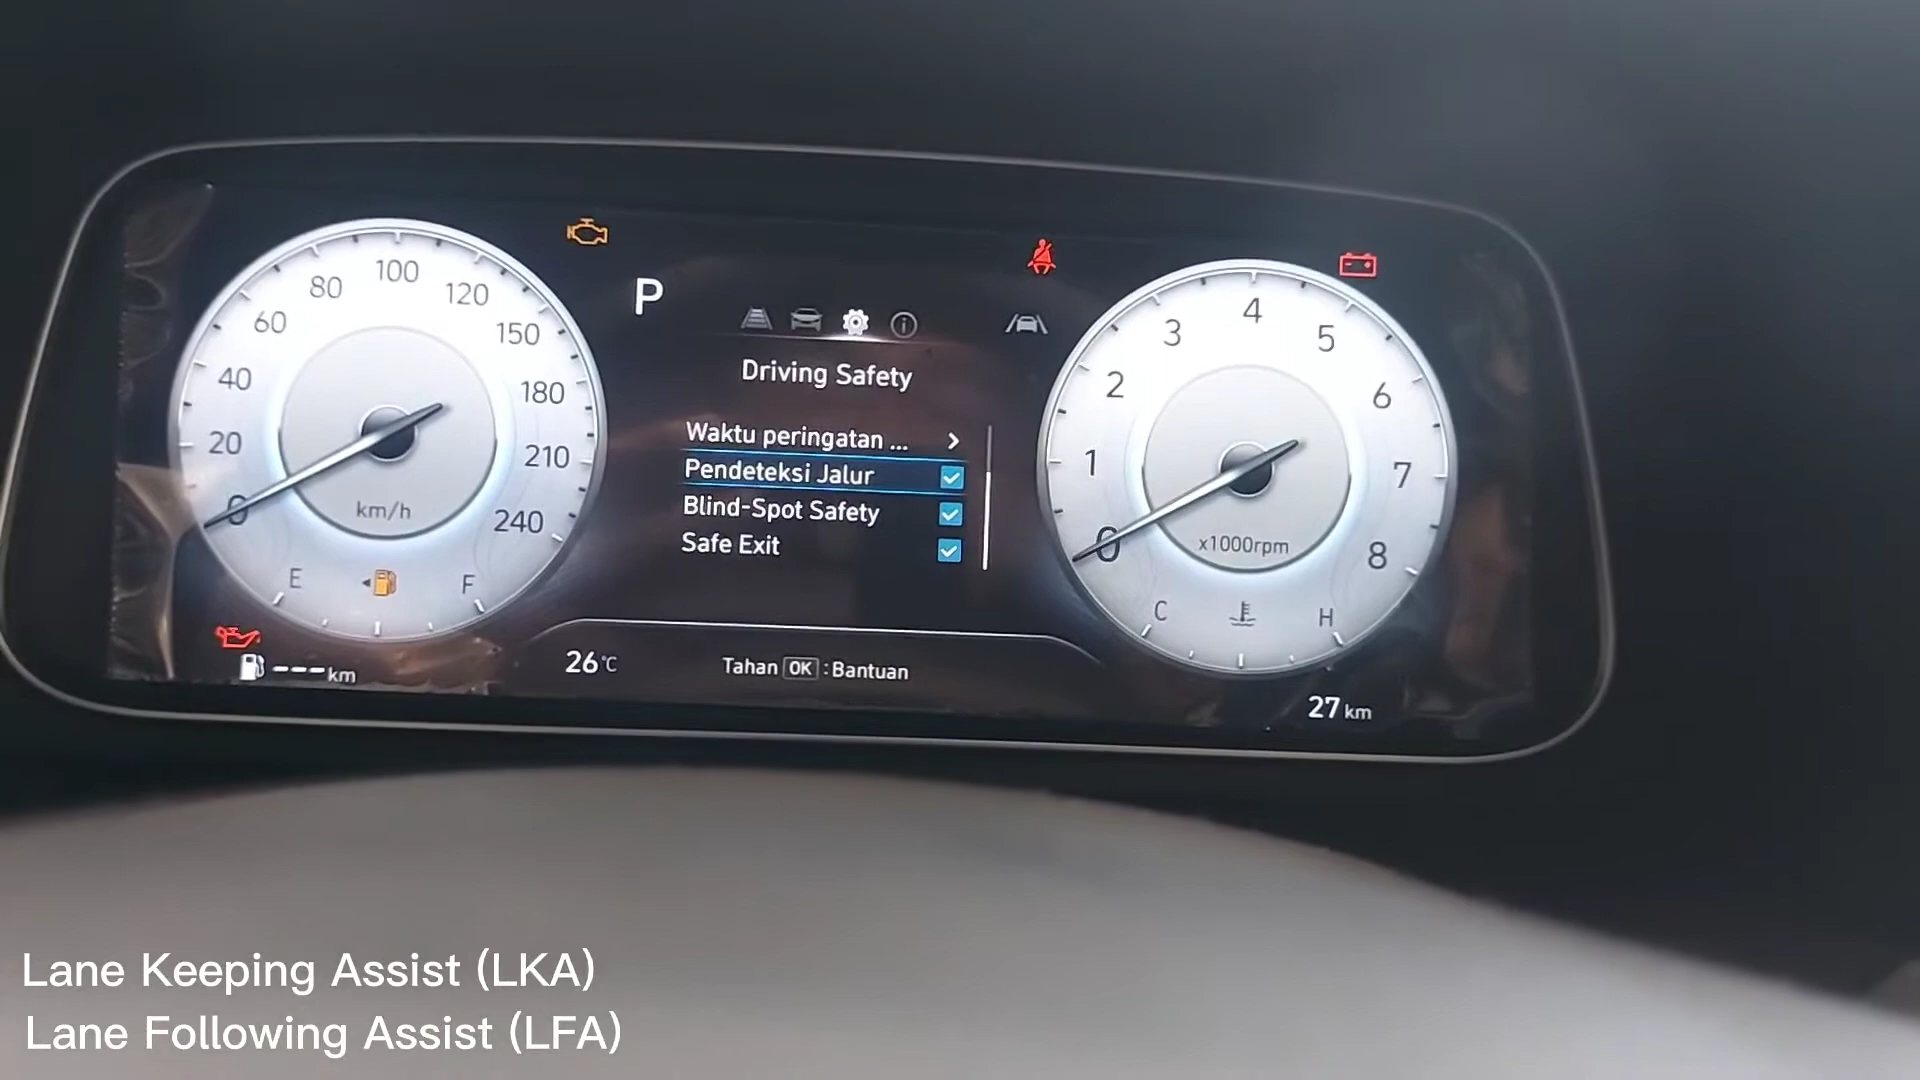 80
100
120
60
150
40
180
20
210
0
240
km/h
E
F
--- km
P
Driving Safety
Waktu peringatan ...
Pendeteksi Jalur
Blind-Spot Safety
Safe Exit
26°C
Tahan OK : Bantuan
4
3
5
2
6
1
7
0
8
x1000rpm
C
H
27 km
Lane Keeping Assist (LKA)
Lane Following Assist (LFA)